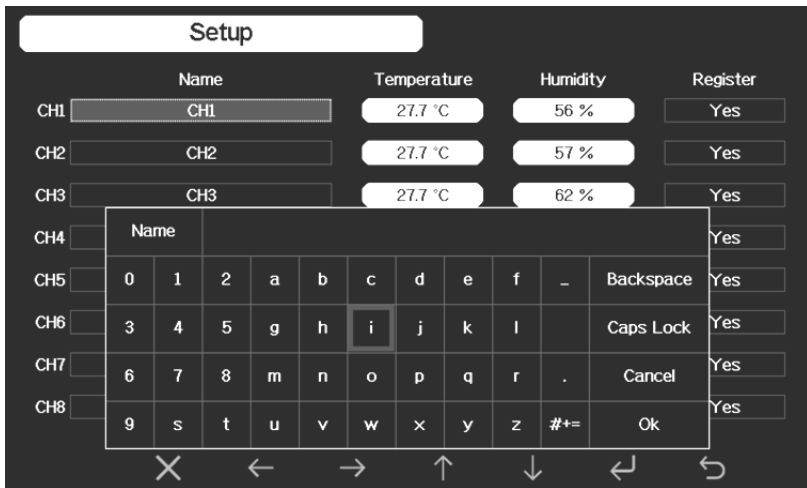 Setup
Name Temperature Humidity Register
CH1 CH1 27.7 °C 56 % Yes
CH2 CH2 27.7 °C 57 % Yes
CH3 CH3 27.7 °C 62 % Yes
CH4 Name Yes
CH5 0 1 2 a b c d e f _ Backspace Yes
CH6 3 4 5 g h i j k l Caps Lock Yes
CH7 6 7 8 m n o p q r . Cancel Yes
CH8 9 s t u v w x y z #+= Ok Yes